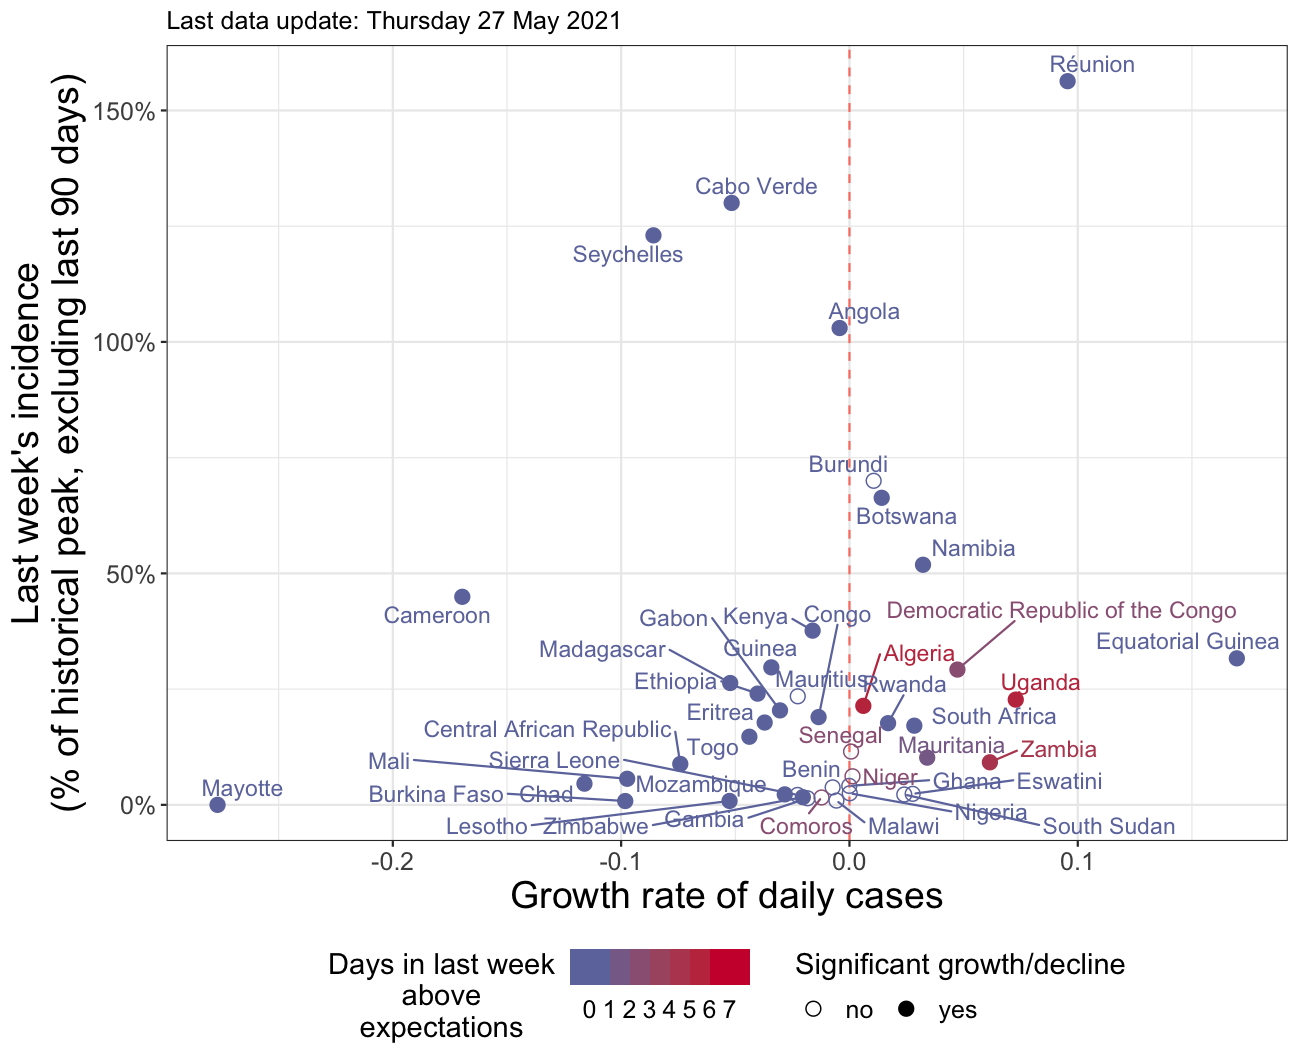 Last data update: Thursday 27 May 2021
Last week's incidence
(% of historical peak, excluding last 90 days)
150%
100%
50%
0%
Réunion
Cabo Verde
Seychelles
Angola
Burundi
Botswana
Namibia
Cameroon
Gabon
Kenya
Congo
Democratic Republic of the Congo
Madagascar
Guinea
Algeria
Equatorial Guinea
Ethiopia
Mauritius
Rwanda
Uganda
Eritrea
South Africa
Central African Republic
Togo
Senegal
Mauritania
Zambia
Mali
Sierra Leone
Benin
Niger
Ghana
Eswatini
Mayotte
Burkina Faso
Chad
Mozambique
Nigeria
Lesotho
Zimbabwe
Gambia
Comoros
Malawi
South Sudan
-0.2
-0.1
0.0
0.1
Growth rate of daily cases
Days in last week
above
expectations
0 1 2 3 4 5 6 7
Significant growth/decline
no
yes